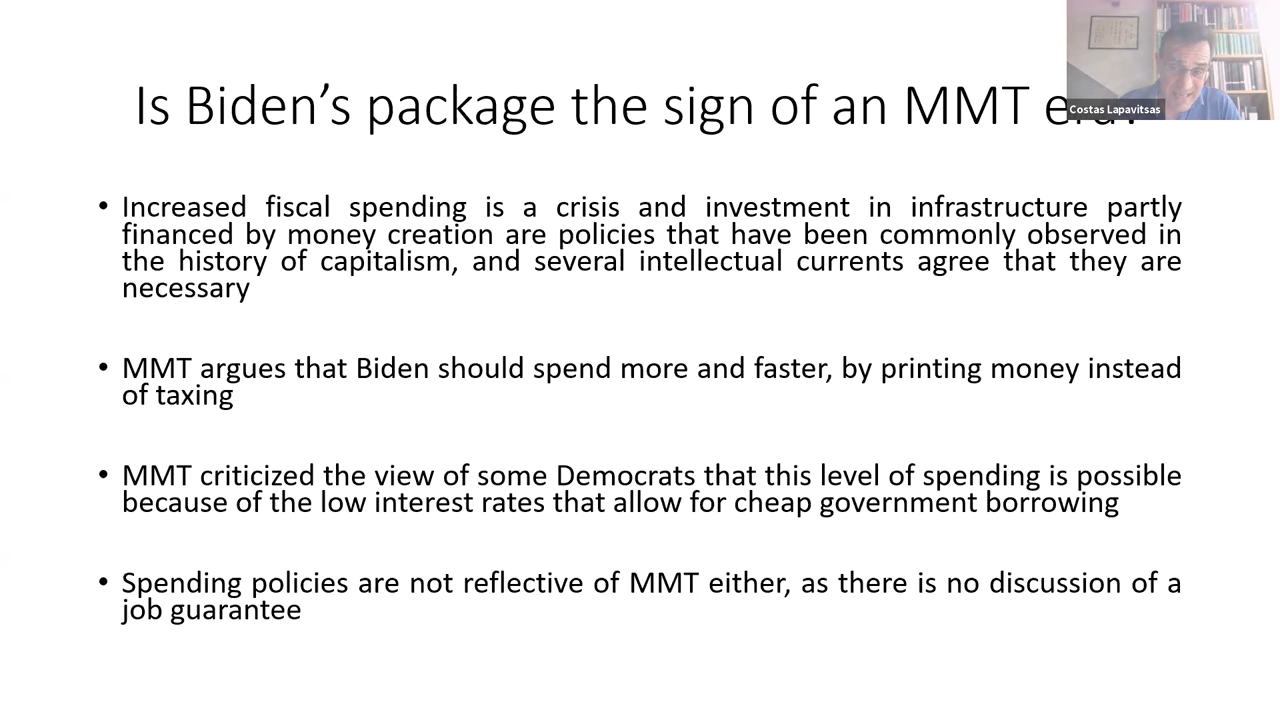 Is Biden's package the sign of an MMT
Costas Lapavitsas
• Increased fiscal spending is a crisis and investment in infrastructure partly
financed by money creation are policies that have been commonly observed in
the history of capitalism, and several intellectual currents agree that they are
necessary
• MMT argues that Biden should spend more and faster, by printing money instead
of taxing
• MMT criticized the view of some Democrats that this level of spending is possible
because of the low interest rates that allow for cheap government borrowing
• Spending policies are not reflective of MMT either, as there is no discussion of a
job guarantee